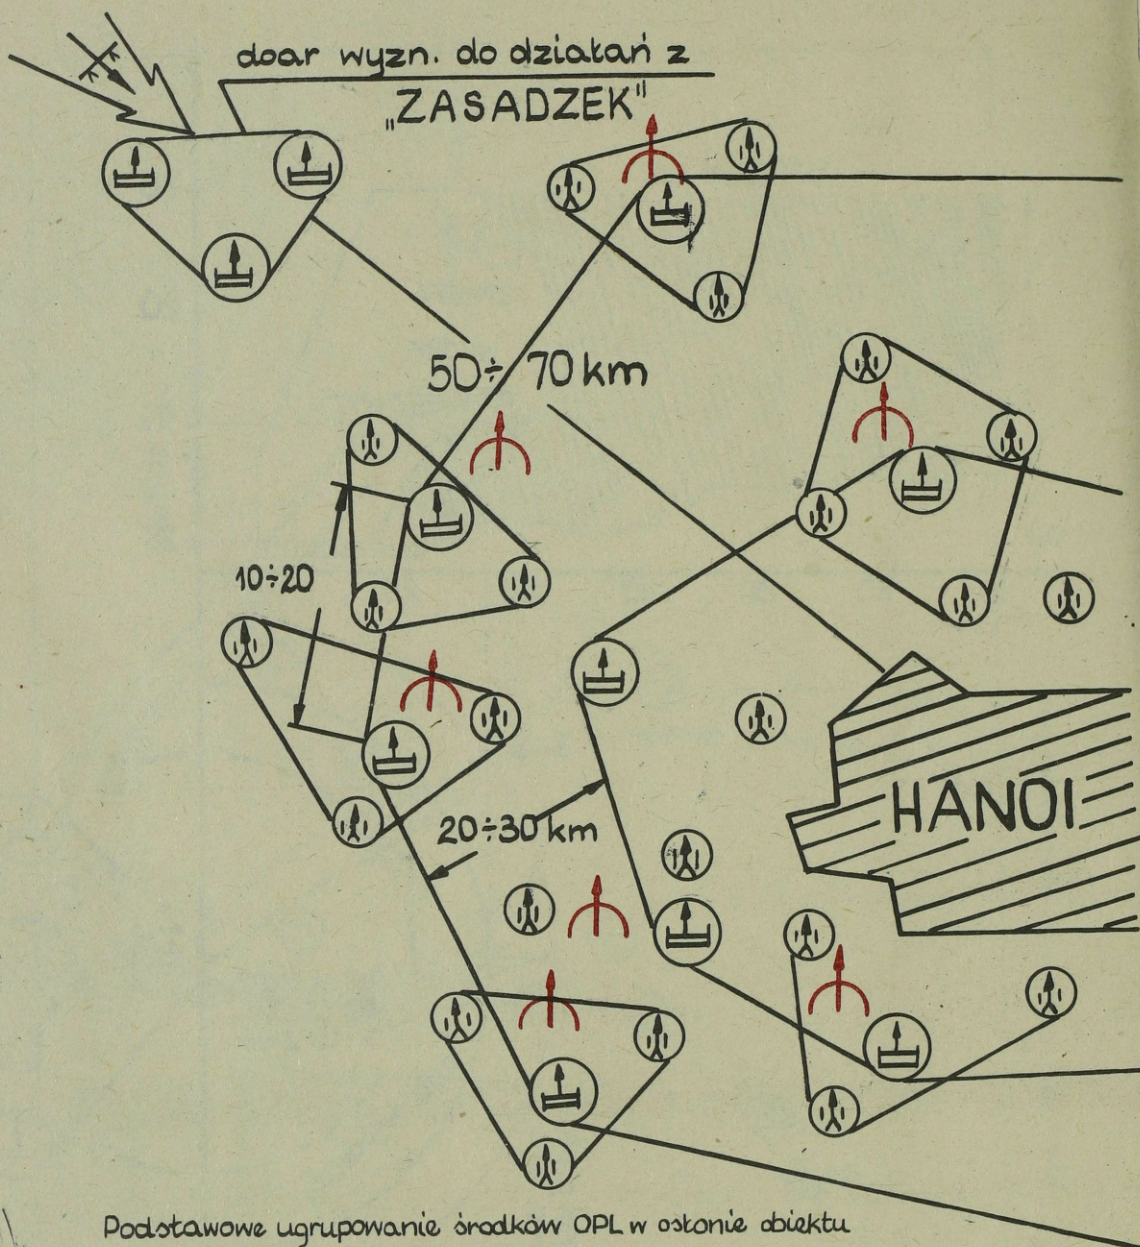 doar wyzn. do działań z
„ZASADZEK"
50÷70 km
10÷20
20÷30 km
HANOI
Podstawowe ugrupowanie środków OPL w osłonie obiektu